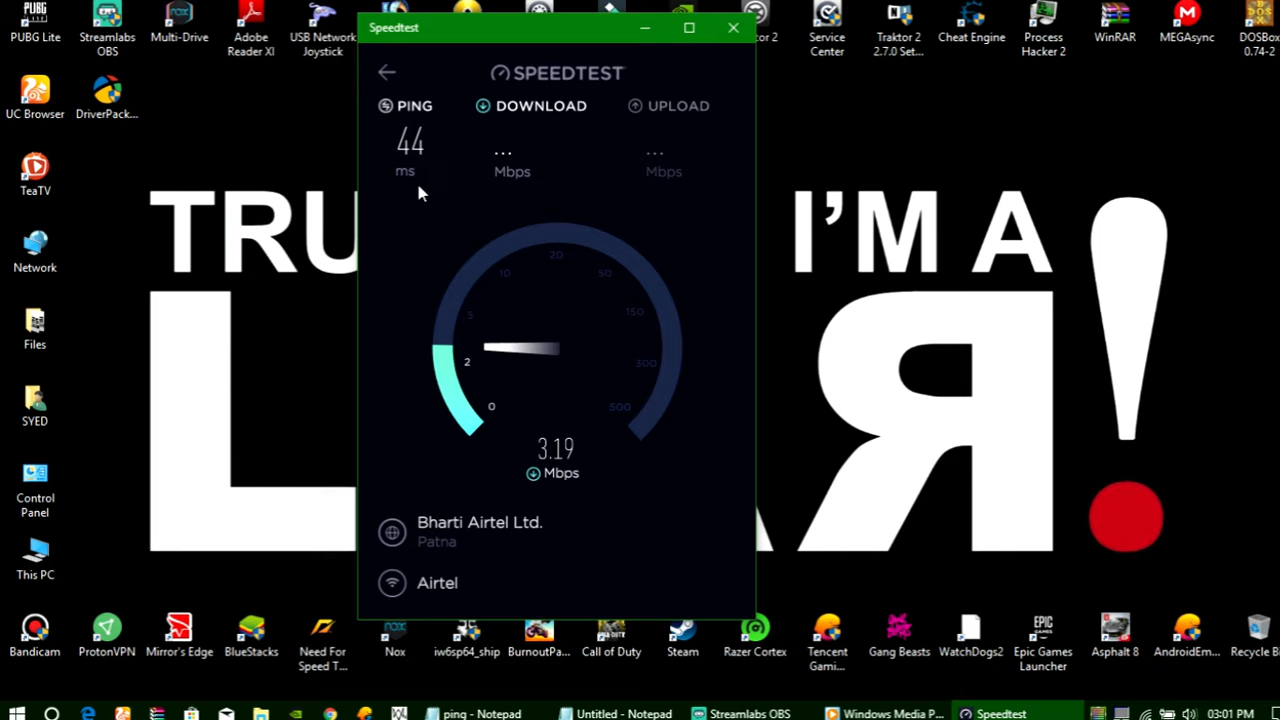 PUBG Lite
Streamlabs
OBS
Multi-Drive
Adobe
Reader XI
USB Network
Joystick
Service
Center
Traktor 2
2.7.0 Set...
Cheat Engine
Process
Hacker 2
WinRAR
MEGAsync
DOSBox
0.74-2
UC Browser
DriverPack...
TeaTV
Network
Files
SYED
Control
Panel
This PC
TRU
I'M A
L
R!
Speedtest
SPEEDTEST
PING
DOWNLOAD
UPLOAD
44
ms
...
Mbps
...
Mbps
20
10
50
5
150
2
300
0
500
3.19
Mbps
Bharti Airtel Ltd.
Patna
Airtel
Bandicam
ProtonVPN
Mirror's Edge
BlueStacks
Need For
Speed T...
Nox
iw6sp64_ship
BurnoutPa...
Call of Duty
Steam
Razer Cortex
Tencent
Gami...
Gang Beasts
WatchDogs2
Epic Games
Launcher
Asphalt 8
AndroidEm...
Recycle B
ping - Notepad
Untitled - Notepad
Streamlabs OBS
Windows Media P...
Speedtest
03:01 PM